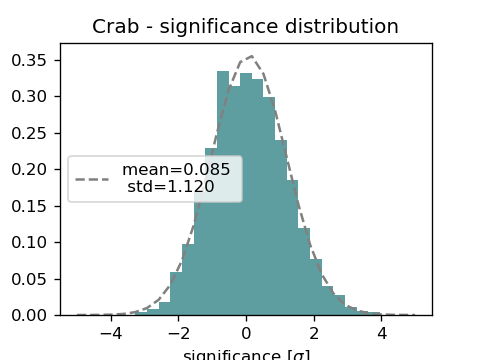 Crab - significance distribution
0.35
0.30
0.25
0.20
0.15
0.10
0.05
0.00
mean=0.085
std=1.120
−4 −2 0 2 4
significance [σ]